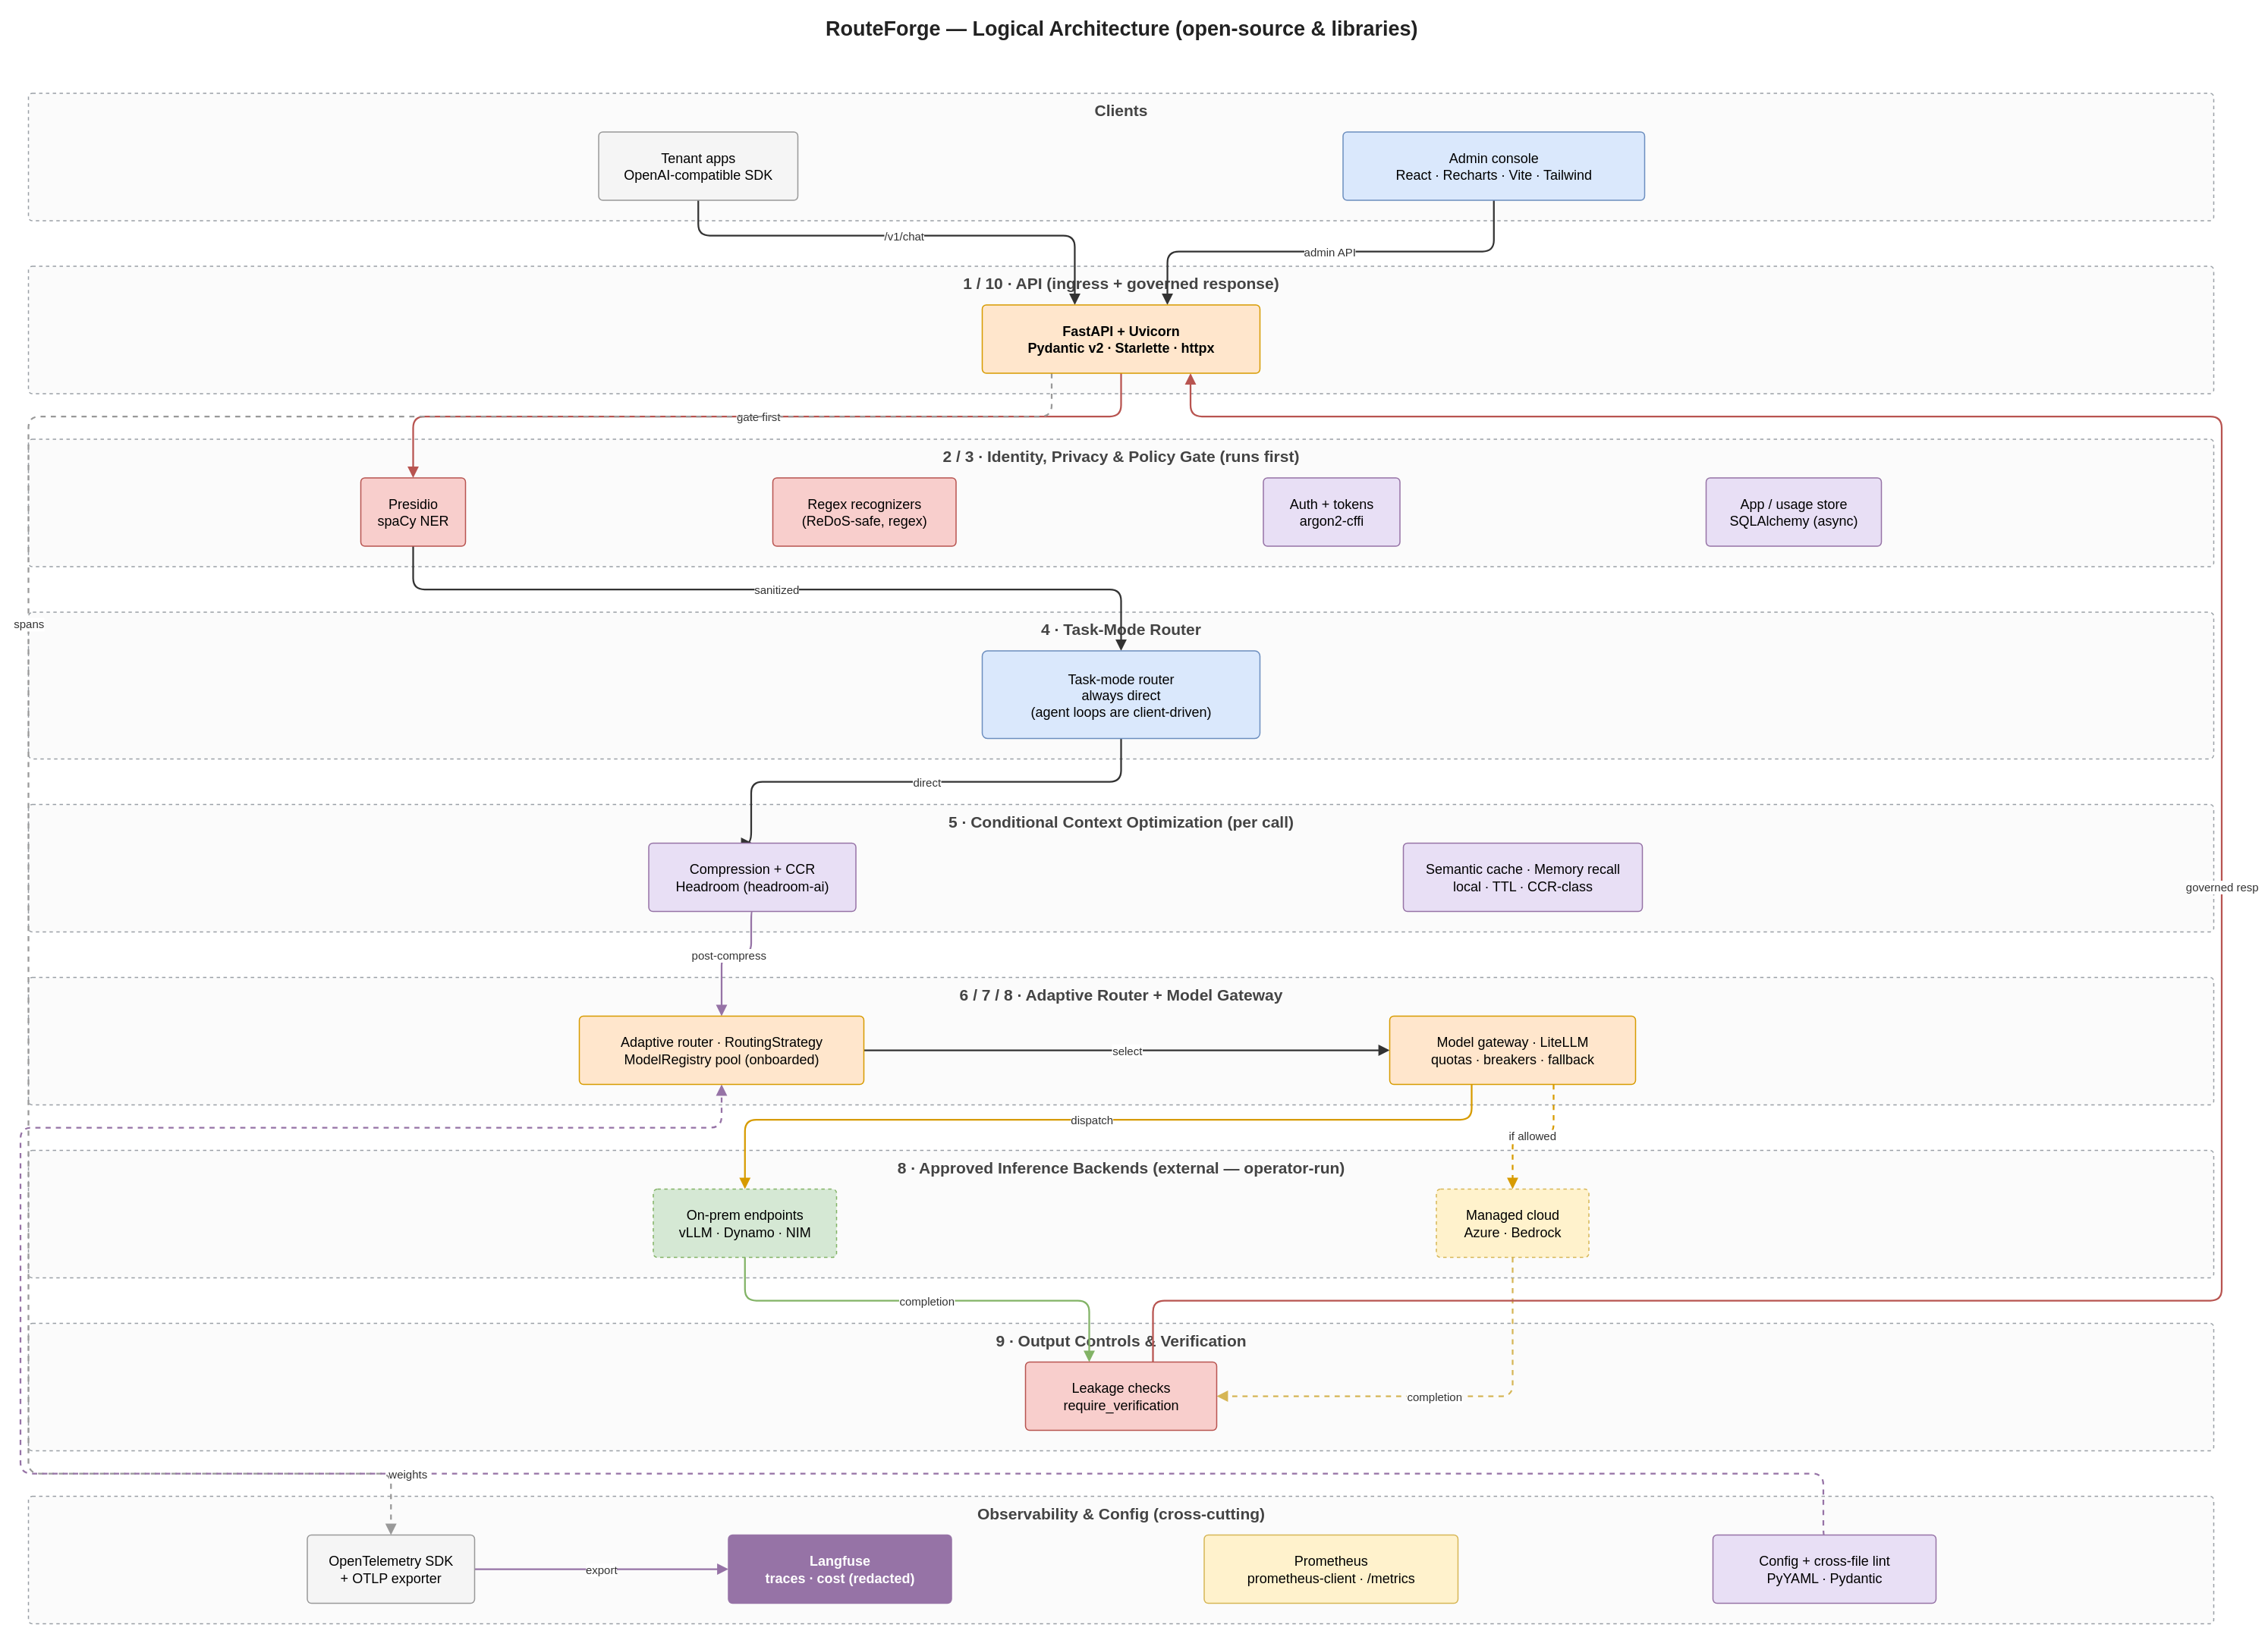 RouteForge — Logical Architecture (open-source & libraries)
Clients
Tenant apps
OpenAI-compatible SDK
Admin console
React · Recharts · Vite · Tailwind
/v1/chat
admin API
1 / 10 · API (ingress + governed response)
FastAPI + Uvicorn
Pydantic v2 · Starlette · httpx
gate first
2 / 3 · Identity, Privacy & Policy Gate (runs first)
Presidio
spaCy NER
Regex recognizers
(ReDoS-safe, regex)
Auth + tokens
argon2-cffi
App / usage store
SQLAlchemy (async)
sanitized
spans
4 · Task-Mode Router
Task-mode router
always direct
(agent loops are client-driven)
direct
5 · Conditional Context Optimization (per call)
Compression + CCR
Headroom (headroom-ai)
Semantic cache · Memory recall
local · TTL · CCR-class
governed resp
post-compress
6 / 7 / 8 · Adaptive Router + Model Gateway
Adaptive router · RoutingStrategy
ModelRegistry pool (onboarded)
select
Model gateway · LiteLLM
quotas · breakers · fallback
dispatch
if allowed
8 · Approved Inference Backends (external — operator-run)
On-prem endpoints
vLLM · Dynamo · NIM
Managed cloud
Azure · Bedrock
completion
9 · Output Controls & Verification
Leakage checks
require_verification
completion
weights
Observability & Config (cross-cutting)
OpenTelemetry SDK
+ OTLP exporter
export
Langfuse
traces · cost (redacted)
Prometheus
prometheus-client · /metrics
Config + cross-file lint
PyYAML · Pydantic